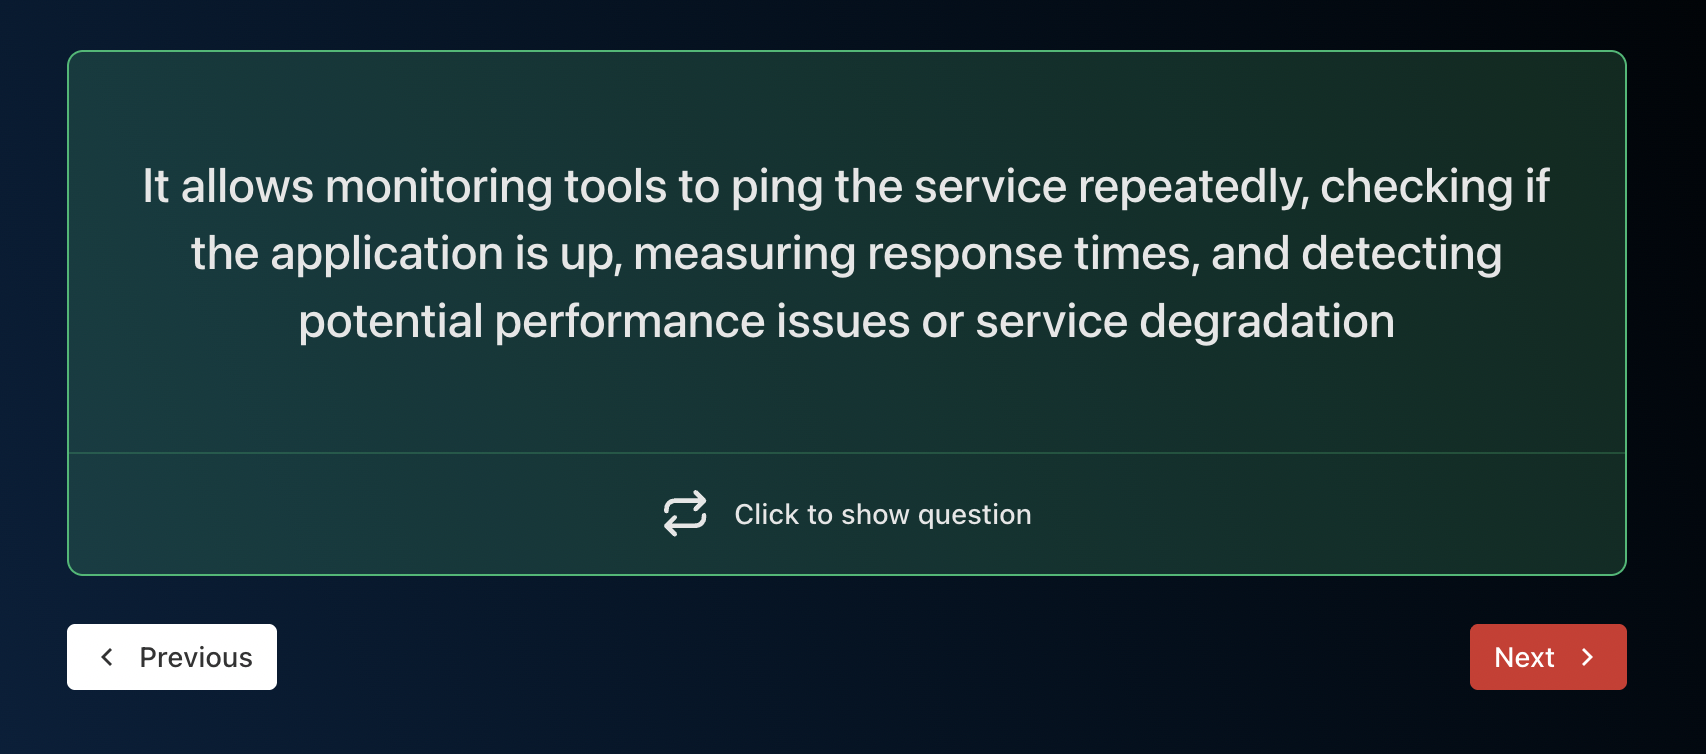 It allows monitoring tools to ping the service repeatedly, checking if
the application is up, measuring response times, and detecting
potential performance issues or service degradation
Click to show question
Previous
Next